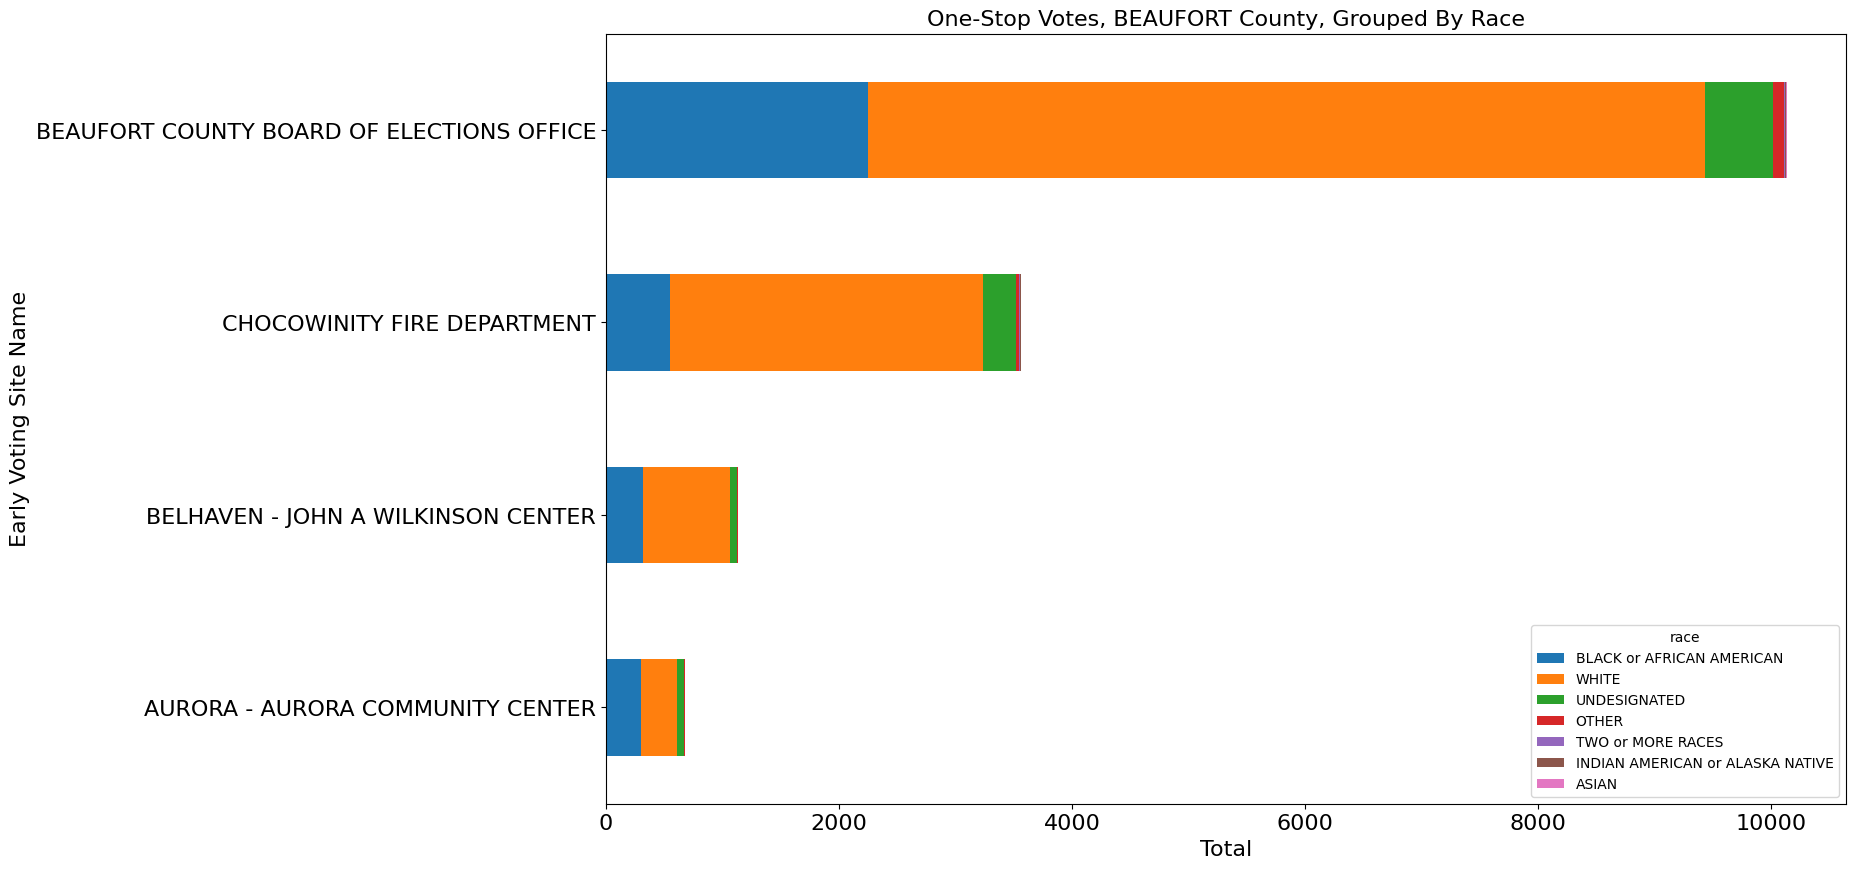 One-Stop Votes, BEAUFORT County, Grouped By Race
Early Voting Site Name
BEAUFORT COUNTY BOARD OF ELECTIONS OFFICE
CHOCOWINITY FIRE DEPARTMENT
BELHAVEN - JOHN A WILKINSON CENTER
AURORA - AURORA COMMUNITY CENTER
race
BLACK or AFRICAN AMERICAN
WHITE
UNDESIGNATED
OTHER
TWO or MORE RACES
INDIAN AMERICAN or ALASKA NATIVE
ASIAN
0 2000 4000 6000 8000 10000
Total